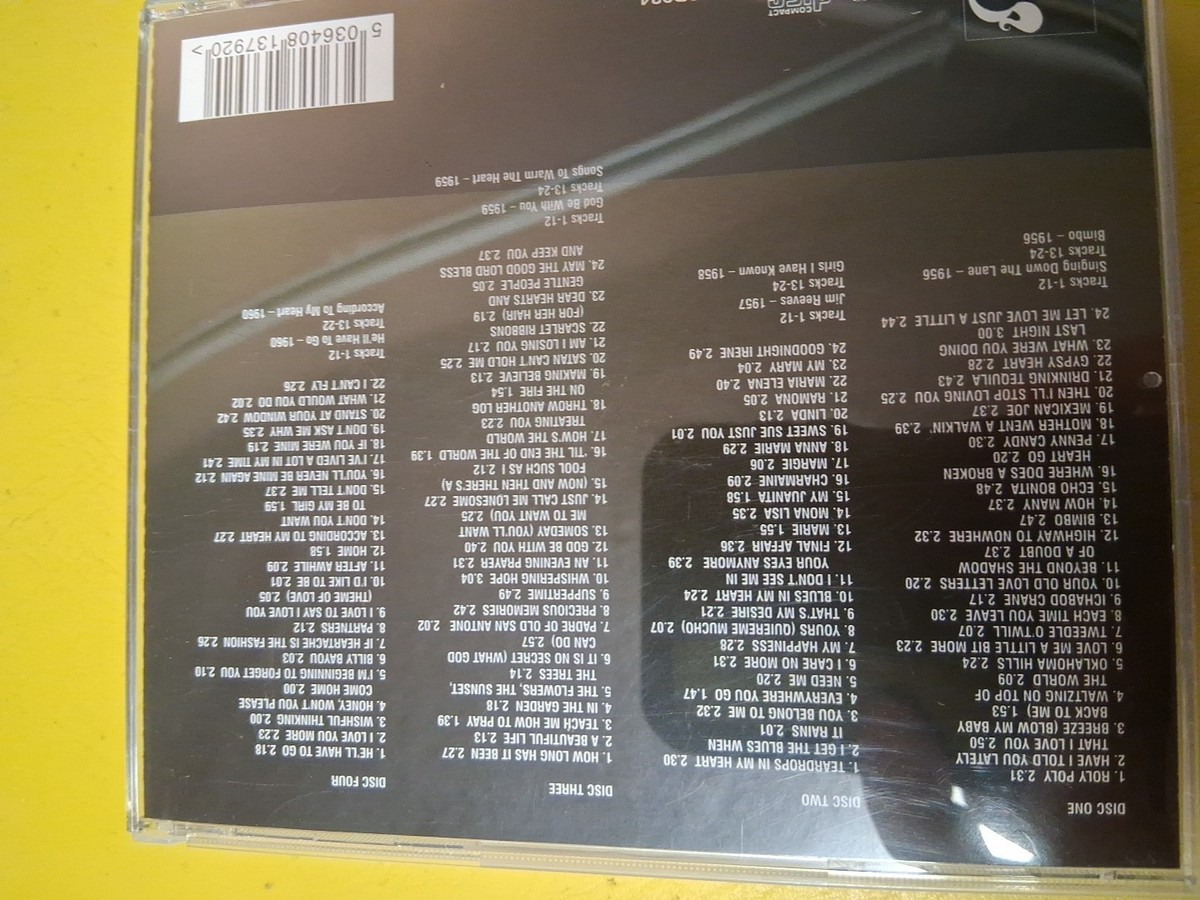 DISC ONE
1. ROLY POLY 2.31
2. HAVE I TOLD YOU LATELY
THAT I LOVE YOU 2.50
3. BREEZE (BLOW MY BABY
BACK TO ME) 1.53
4. WALTZING ON TOP OF
THE WORLD 2.09
5. OKLAHOMA HILLS 2.24
6. LOVE ME A LITTLE BIT MORE 2.23
7. TWEEDLE O'TWILL 2.07
8. EACH TIME YOU LEAVE 2.30
9. ICHABOD CRANE 2.17
10. YOUR OLD LOVE LETTERS 2.20
11. BEYOND THE SHADOW
OF A DOUBT 2.37
12. HIGHWAY TO NOWHERE 2.32
13. BIMBO 2.47
14. HOW MANY 2.37
15. ECHO BONITA 2.48
16. WHERE DOES A BROKEN
HEART GO 2.20
17. PENNY CANDY 2.30
18. MOTHER WENT A WALKIN' 2.39
19. MEXICAN JOE 2.37
20. THEN I'LL STOP LOVING YOU 2.25
21. DRINKING TEQUILA 2.43
22. GYPSY HEART 2.28
23. WHAT WERE YOU DOING
LAST NIGHT 3.00
24. LET ME LOVE JUST A LITTLE 2.44
Tracks 1-12
Singing Down The Lane – 1956
Tracks 13-24
Bimbo – 1956
DISC TWO
1. TEARDROPS IN MY HEART 2.30
2. I GET THE BLUES WHEN
IT RAINS 2.01
3. YOU BELONG TO ME 2.32
4. EVERYWHERE YOU GO 1.47
5. NEED ME 2.20
6. I CARE NO MORE 2.31
7. MY HAPPINESS 2.28
8. YOURS (QUIEREME MUCHO) 2.07
9. THAT'S MY DESIRE 2.21
10. BLUES IN MY HEART 2.24
11. I DON'T SEE ME IN
YOUR EYES ANYMORE 2.39
12. FINAL AFFAIR 2.36
13. MARIE 1.55
14. MONA LISA 2.35
15. MY JUANITA 1.58
16. CHARMAINE 2.09
17. MARGIE 2.06
18. ANNA MARIE 2.29
19. SWEET SUE JUST YOU 2.01
20. LINDA 2.13
21. RAMONA 2.05
22. MARIA ELENA 2.40
23. MY MARY 2.04
24. GOODNIGHT IRENE 2.49
Tracks 1-12
Jim Reeves – 1957
Tracks 13-24
Girls I Have Known – 1958
DISC THREE
1. HOW LONG HAS IT BEEN 2.27
2. A BEAUTIFUL LIFE 2.13
3. TEACH ME HOW TO PRAY 1.39
4. IN THE GARDEN 2.18
5. THE FLOWERS, THE SUNSET,
THE TREES 2.14
6. IT IS NO SECRET (WHAT GOD
CAN DO) 2.57
7. PADRE OF OLD SAN ANTONE 2.02
8. PRECIOUS MEMORIES 2.42
9. SUPPERTIME 2.49
10. WHISPERING HOPE 3.04
11. AN EVENING PRAYER 2.31
12. GOD BE WITH YOU 2.40
13. SOMEDAY (YOU'LL WANT
ME TO WANT YOU) 2.25
14. JUST CALL ME LONESOME 2.27
15. (NOW AND THEN THERE'S A)
FOOL SUCH AS I 2.12
16. 'TIL THE END OF THE WORLD 1.39
17. HOW'S THE WORLD
TREATING YOU 2.23
18. THROW ANOTHER LOG
ON THE FIRE 1.54
19. MAKING BELIEVE 2.13
20. SATAN CAN'T HOLD ME 2.25
21. AM I LOSING YOU 2.17
22. SCARLET RIBBONS
(FOR HER HAIR) 2.19
23. DEAR HEARTS AND
GENTLE PEOPLE 2.05
24. MAY THE GOOD LORD BLESS
AND KEEP YOU 2.37
Tracks 1-12
God Be With You – 1959
Tracks 13-24
Songs To Warm The Heart – 1959
DISC FOUR
1. HE'LL HAVE TO GO 2.18
2. I LOVE YOU MORE 2.23
3. WISHFUL THINKING 2.00
4. HONEY, WON'T YOU PLEASE
COME HOME 2.00
5. I'M BEGINNING TO FORGET YOU 2.10
6. BILLY BAYOU 2.03
7. IF HEARTACHE IS THE FASHION 2.26
8. PARTNERS 2.12
9. I LOVE TO SAY I LOVE YOU
(THEME OF LOVE) 2.05
10. I'D LIKE TO BE 2.01
11. AFTER AWHILE 2.09
12. HOME 1.58
13. ACCORDING TO MY HEART 2.27
14. DON'T YOU WANT
TO MY BE MY GIRL 1.59
15. DON'T TELL ME 2.37
16. YOU'LL NEVER BE MINE AGAIN 2.12
17. I'VE LIVED A LOT IN MY TIME 2.41
18. IF YOU WERE MINE 2.19
19. DON'T ASK ME WHY 2.35
20. STAND AT YOUR WINDOW 2.42
21. WHAT WOULD YOU DO 2.02
22. I CAN'T FLY 2.26
Tracks 1-12
He'll Have To Go – 1960
Tracks 13-22
According To My Heart – 1960
COMPACT
disc
5 036408 137920 >